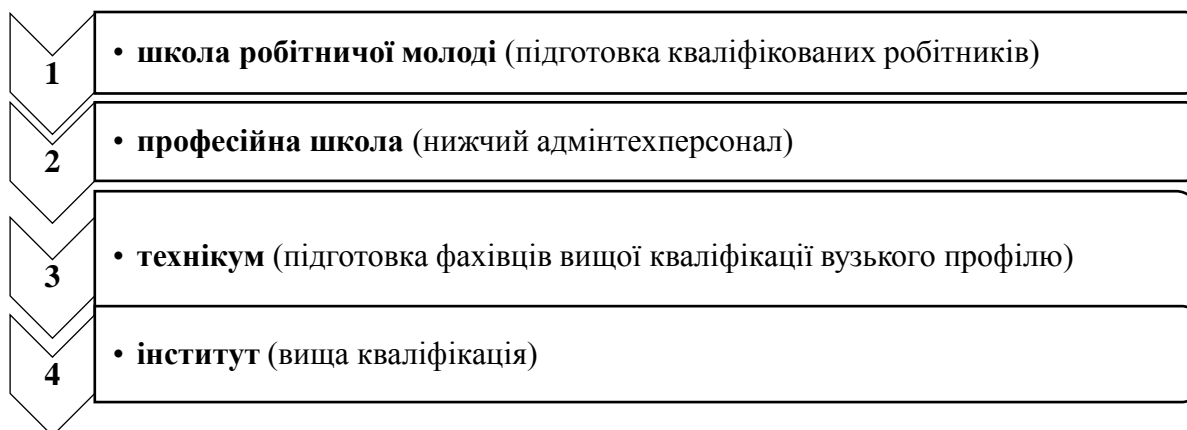 1 • школа робітничої молоді (підготовка кваліфікованих робітників)
2 • професійна школа (нижчий адмінтехперсонал)
3 • технікум (підготовка фахівців вищої кваліфікації вузького профілю)
4 • інститут (вища кваліфікація)